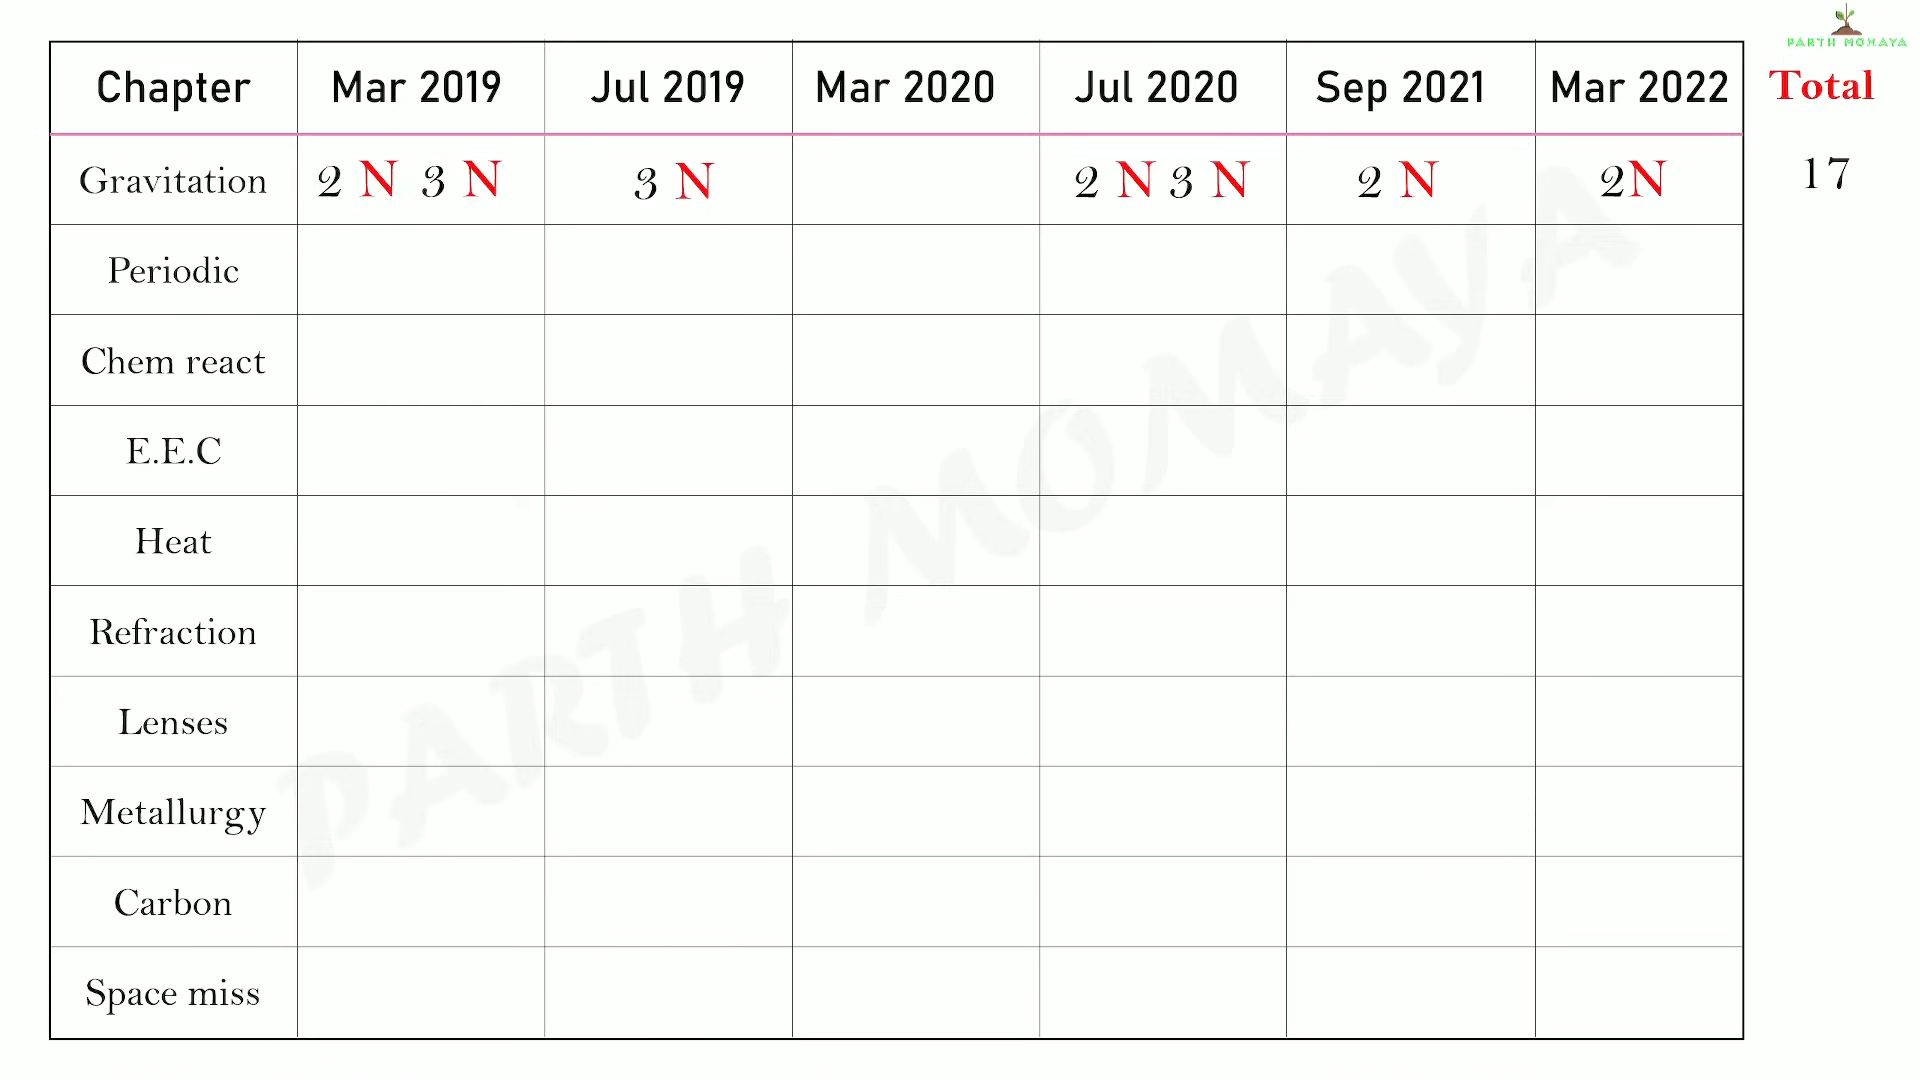 PARTH MOMAYA
Chapter Mar 2019 Jul 2019 Mar 2020 Jul 2020 Sep 2021 Mar 2022 Total
Gravitation 2 N 3 N 3 N 2 N 3 N 2 N 2N 17
Periodic
Chem react
E.E.C
Heat
Refraction
Lenses
Metallurgy
Carbon
Space miss
PARTH MOMAYA